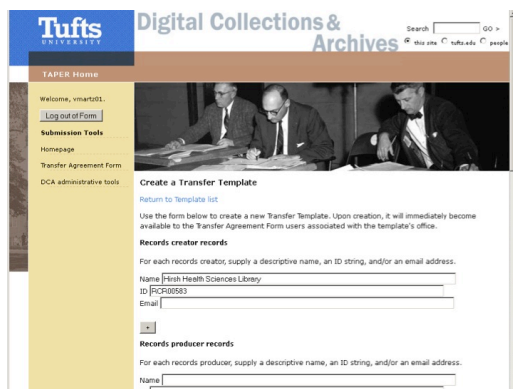 Tufts
UNIVERSITY
Digital Collections &
Archives
Search GO >
this site tufts.edu people
TAPER Home
Welcome, vmartz01.
Log out of Form
Submission Tools
Homepage
Transfer Agreement Form
DCA administrative tools
Create a Transfer Template
Return to Template list
Use the form below to create a new Transfer Template. Upon creation, it will immediately become
available to the Transfer Agreement Form users associated with the template's office.
Records creator records
For each records creator, supply a descriptive name, an ID string, and/or an email address.
Name Hirsh Health Sciences Library
ID RCR00583
Email
+
Records producer records
For each records producer, supply a descriptive name, an ID string, and/or an email address.
Name